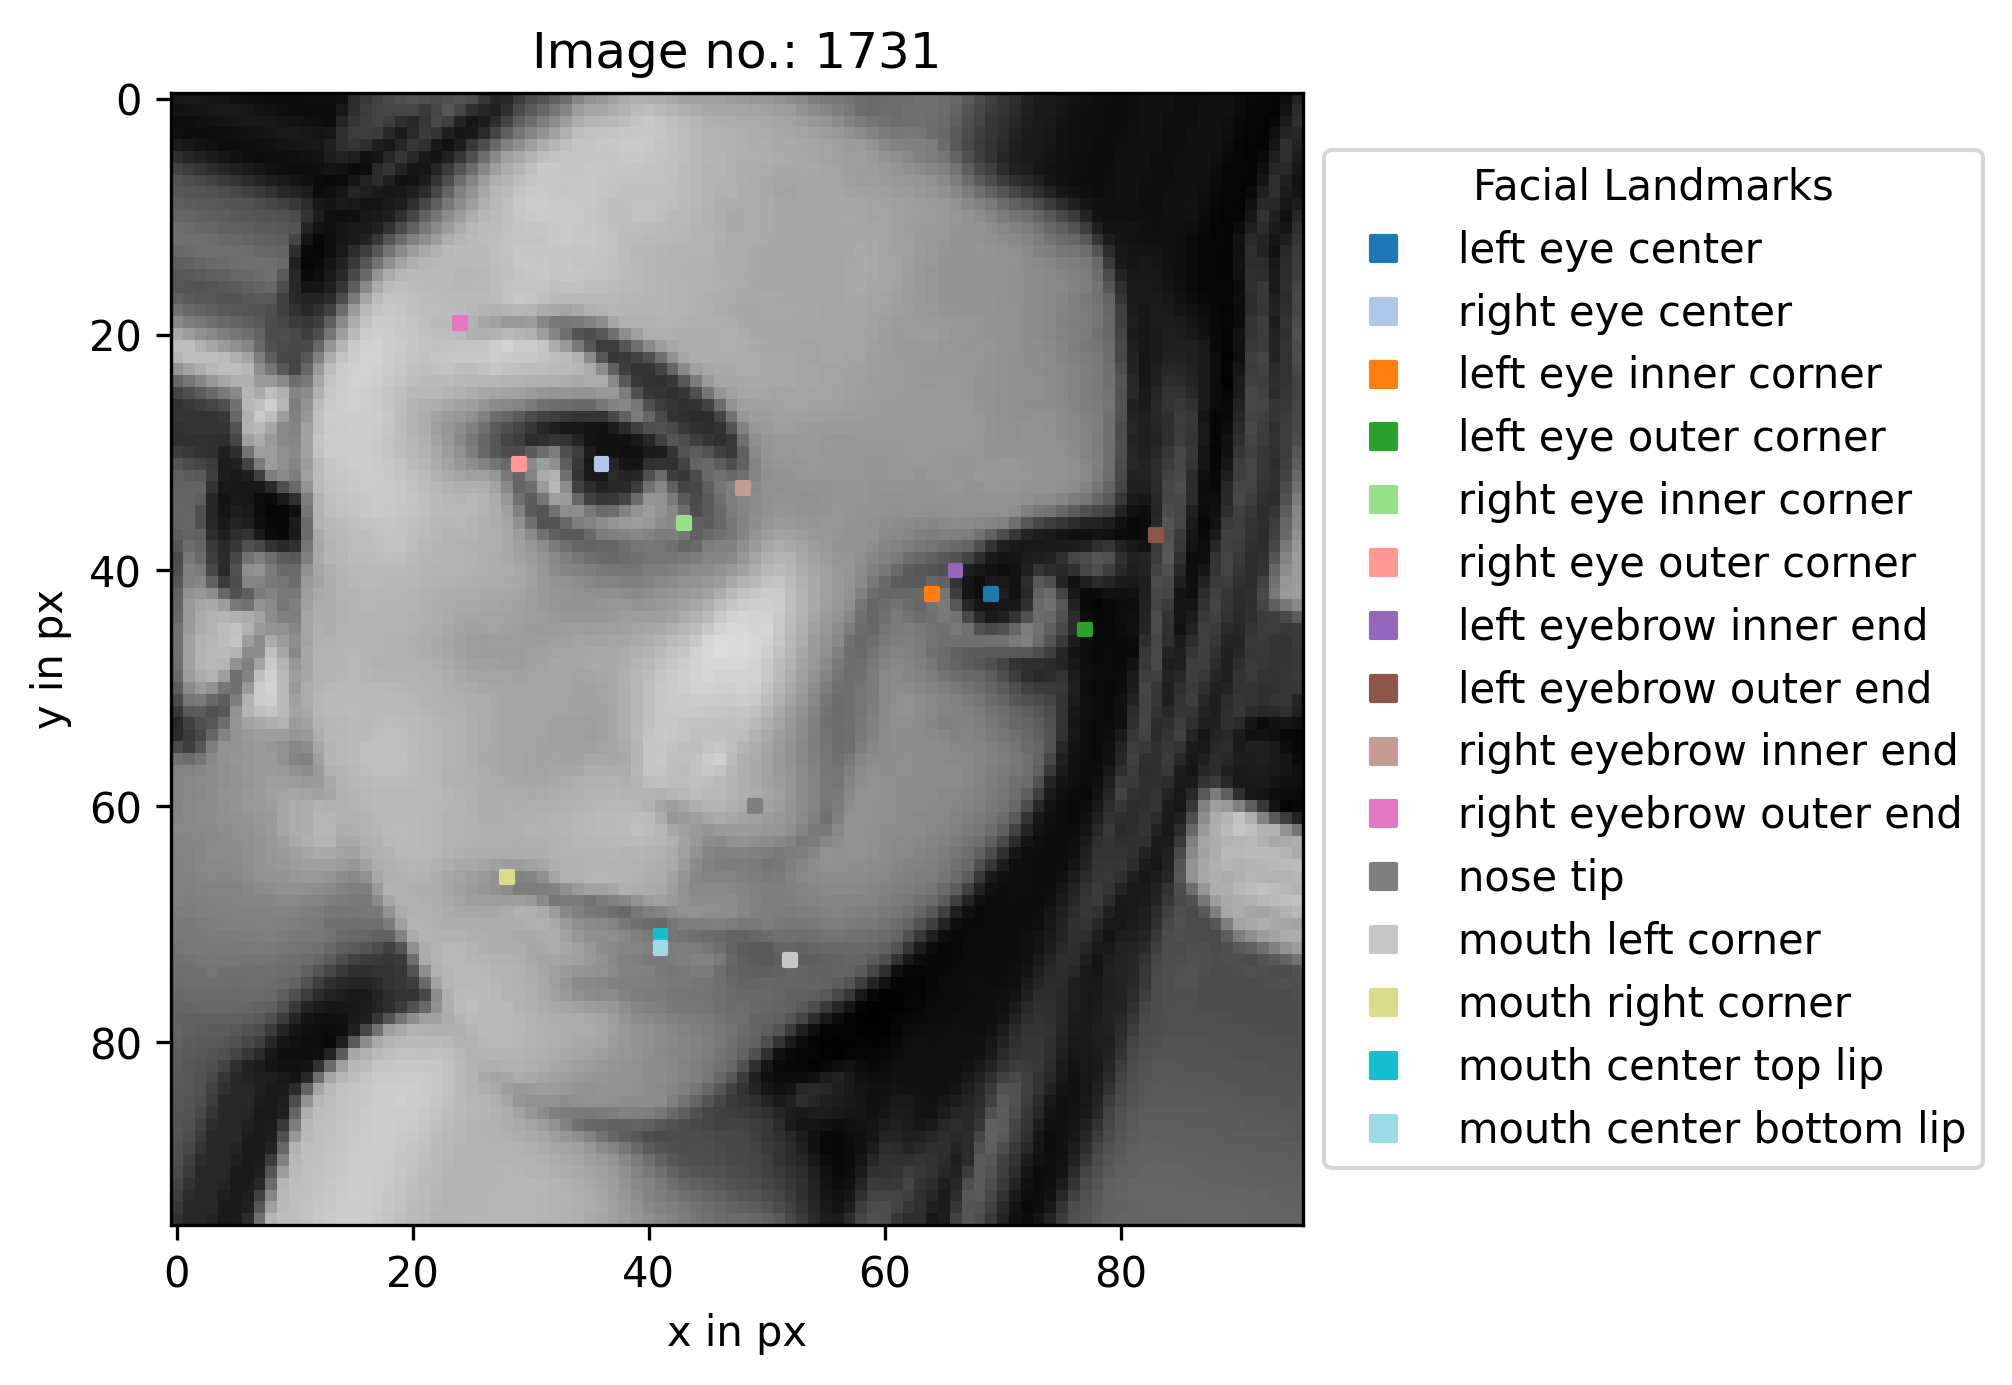 Image no.: 1731
0
20
40
60
80
y in px
0 20 40 60 80
x in px
Facial Landmarks
left eye center
right eye center
left eye inner corner
left eye outer corner
right eye inner corner
right eye outer corner
left eyebrow inner end
left eyebrow outer end
right eyebrow inner end
right eyebrow outer end
nose tip
mouth left corner
mouth right corner
mouth center top lip
mouth center bottom lip